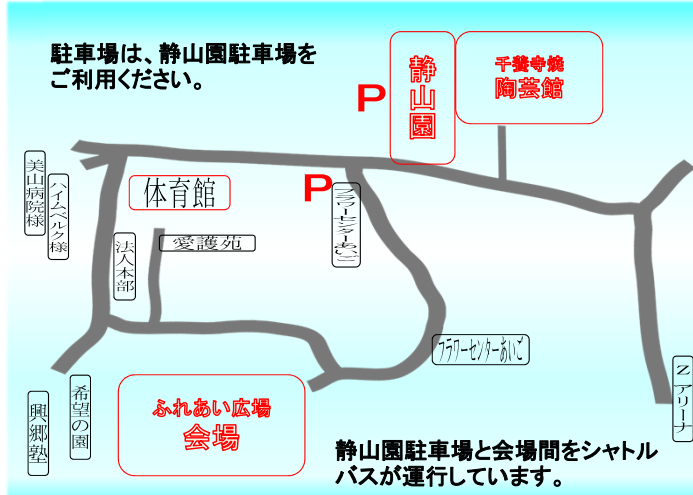 駐車場は、静山園駐車場を
ご利用ください。
P
静山園
千養寺焼
陶芸館
美山病院様
ハイムベルク様
体育館
P
フラワーセンターあいご
法人本部
愛護苑
フラワーセンターあいご
Zアリーナ
興郷塾
希望の園
ふれあい広場
会場
静山園駐車場と会場間をシャトル
バスが運行しています。